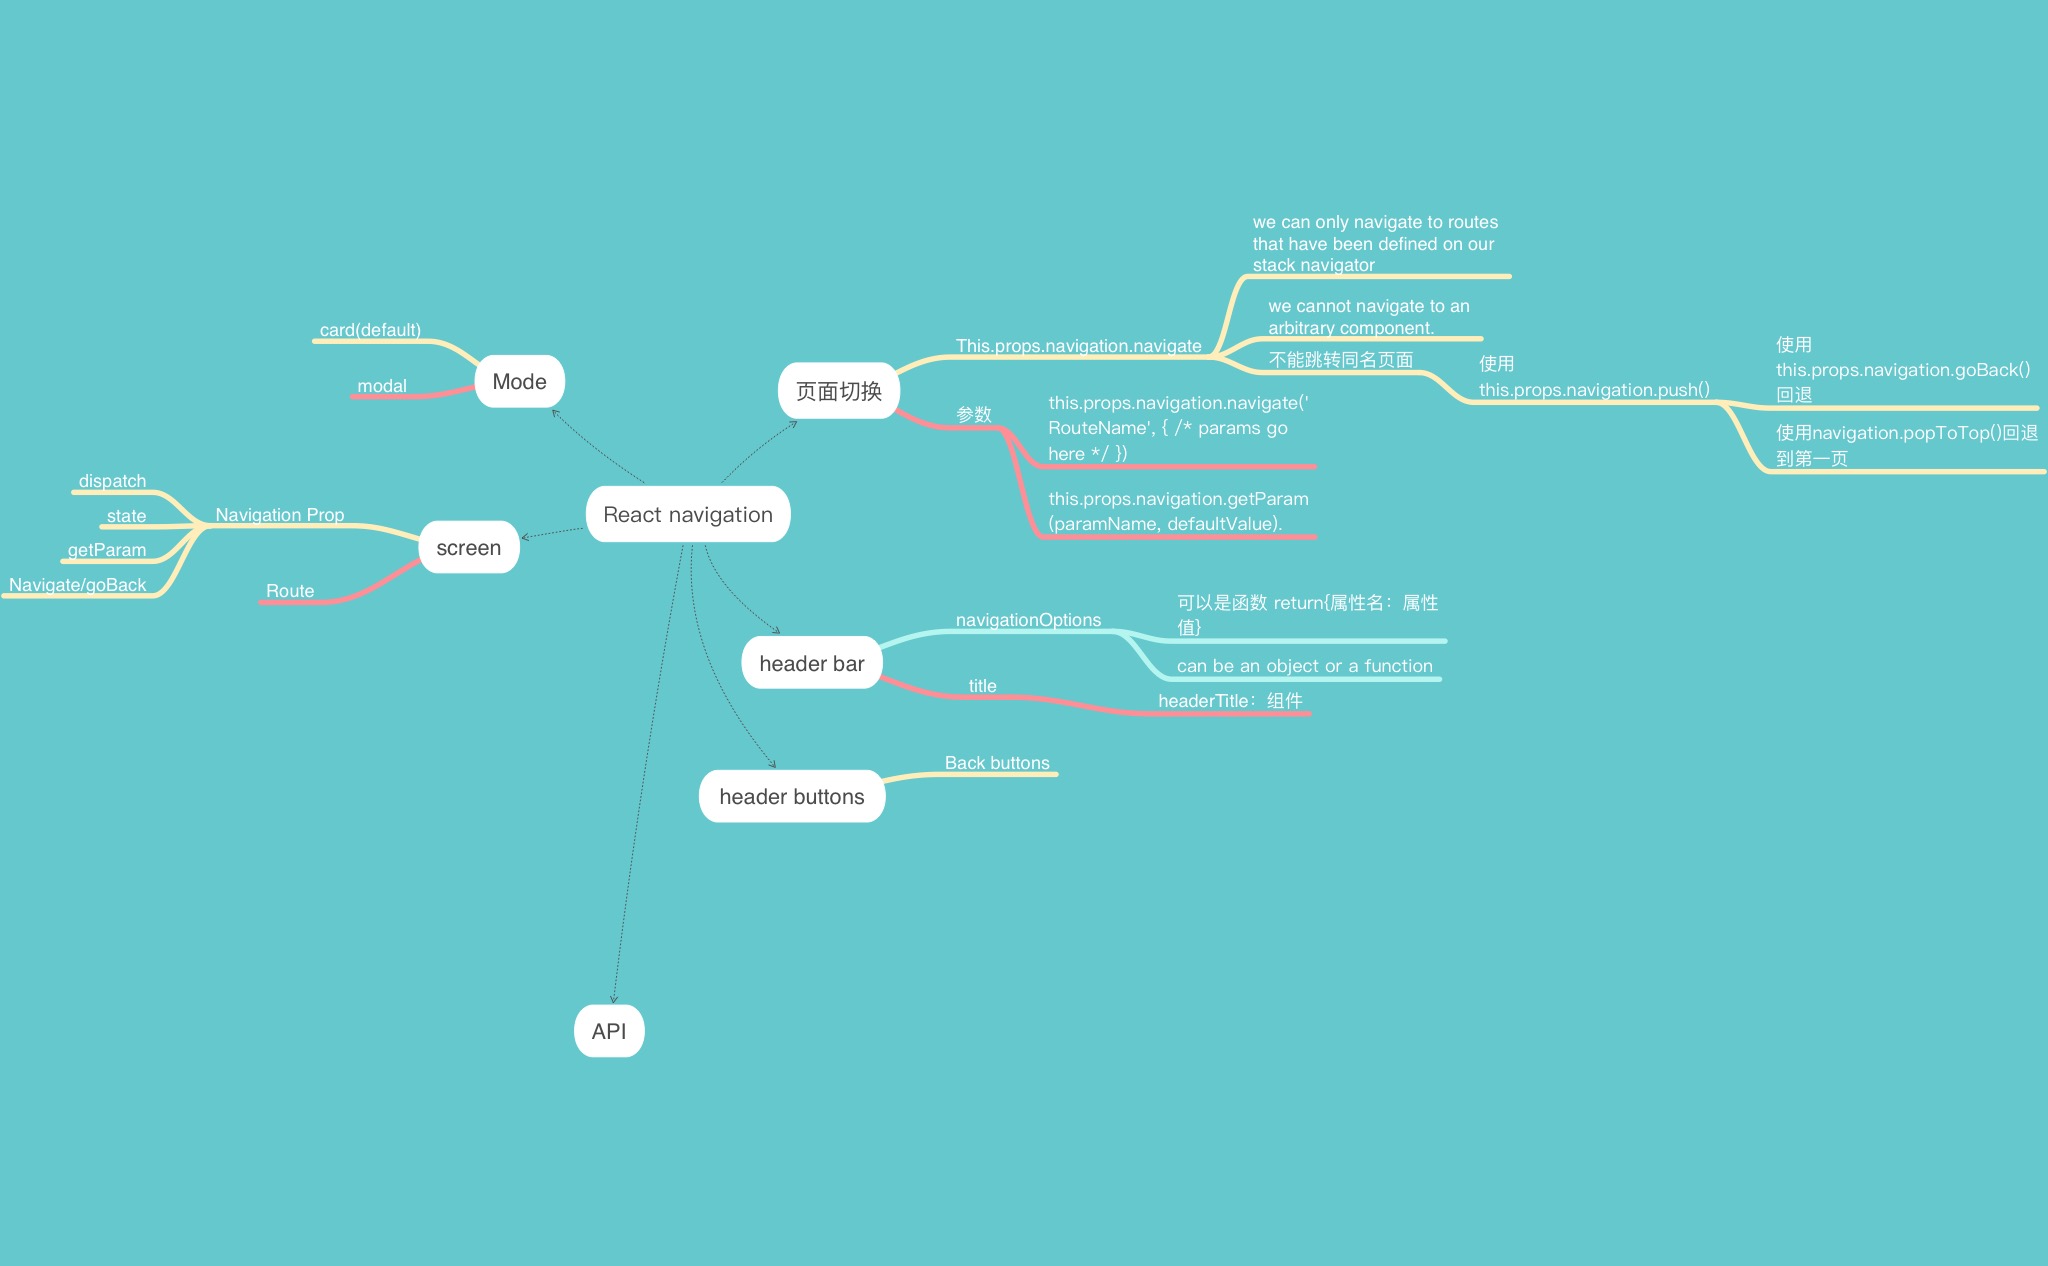 React navigation
Mode
card(default)
modal
screen
Navigation Prop
dispatch
state
getParam
Navigate/goBack
Route
页面切换
This.props.navigation.navigate
we can only navigate to routes
that have been defined on our
stack navigator
we cannot navigate to an
arbitrary component.
不能跳转同名页面
使用
this.props.navigation.push()
使用
this.props.navigation.goBack()
回退
使用navigation.popToTop()回退
到第一页
参数
this.props.navigation.navigate('
RouteName', { /* params go
here */ })
this.props.navigation.getParam
(paramName, defaultValue).
header bar
navigationOptions
可以是函数 return{属性名：属性
值}
can be an object or a function
title
headerTitle：组件
header buttons
Back buttons
API